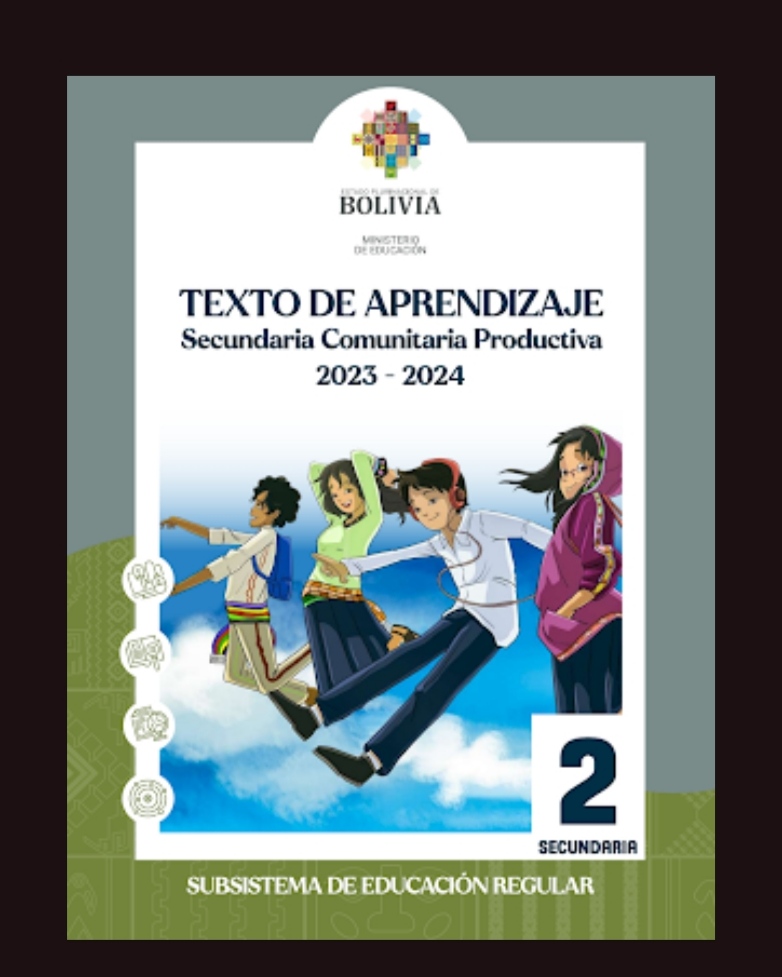 ESTADO PLURINACIONAL DE
BOLIVIA
MINISTERIO
DE EDUCACIÓN
TEXTO DE APRENDIZAJE
Secundaria Comunitaria Productiva
2023 - 2024
2
SECUNDARIA
SUBSISTEMA DE EDUCACIÓN REGULAR